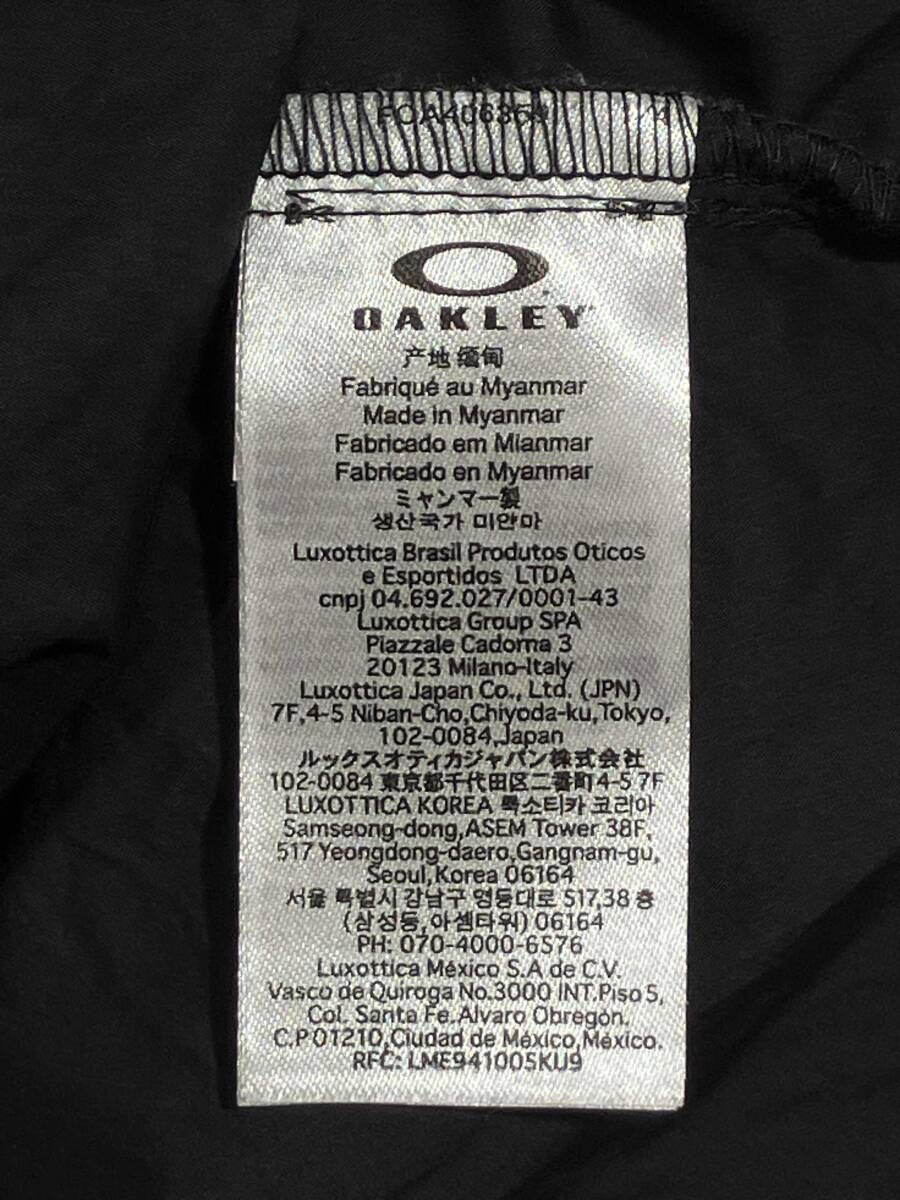 FOA406354
OAKLEY
产地 缅甸
Fabriqué au Myanmar
Made in Myanmar
Fabricado em Mianmar
Fabricado en Myanmar
ミャンマー製
생산국가 미얀마
Luxottica Brasil Produtos Oticos
e Esportidos LTDA
cnpj 04.692.027/0001-43
Luxottica Group SPA
Piazzale Cadorna 3
20123 Milano-Italy
Luxottica Japan Co., Ltd. (JPN)
7F,4-5 Niban-Cho,Chiyoda-ku,Tokyo,
102-0084,Japan
ルックスオティカジャパン株式会社
102-0084 東京都千代田区二番町4-5 7F
LUXOTTICA KOREA 룩소티카 코리아
Samseong-dong,ASEM Tower 38F,
517 Yeongdong-daero,Gangnam-gu,
Seoul,Korea 06164
서울 특별시 강남구 영동대로 517,38 층
(삼성동,아셈타워) 06164
PH: 070-4000-6576
Luxottica México S.A de C.V.
Vasco de Quiroga No.3000 INT.Piso 5,
Col. Santa Fe.Alvaro Obregón.
C.P 01210,Ciudad de México,México.
RFC: LME941005KU9